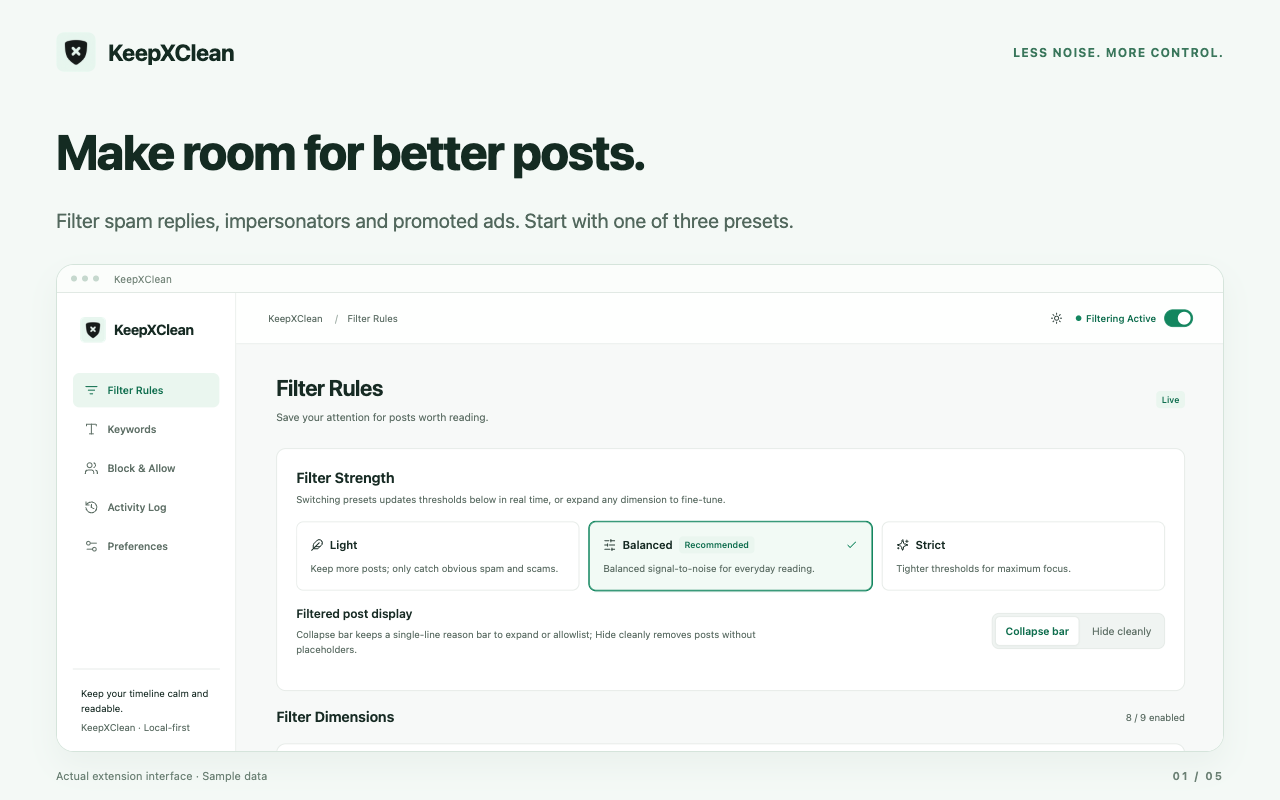 KeepXClean
LESS NOISE. MORE CONTROL.
Make room for better posts.
Filter spam replies, impersonators and promoted ads. Start with one of three presets.
KeepXClean
KeepXClean
Filter Rules
Keywords
Block & Allow
Activity Log
Preferences
Keep your timeline calm and
readable.
KeepXClean · Local-first
KeepXClean / Filter Rules
Filtering Active
Filter Rules
Save your attention for posts worth reading.
Live
Filter Strength
Switching presets updates thresholds below in real time, or expand any dimension to fine-tune.
Light
Keep more posts; only catch obvious spam and scams.
Balanced Recommended
Balanced signal-to-noise for everyday reading.
Strict
Tighter thresholds for maximum focus.
Filtered post display
Collapse bar keeps a single-line reason bar to expand or allowlist; Hide cleanly removes posts without
placeholders.
Collapse bar Hide cleanly
Filter Dimensions
8 / 9 enabled
Actual extension interface · Sample data
01 / 05